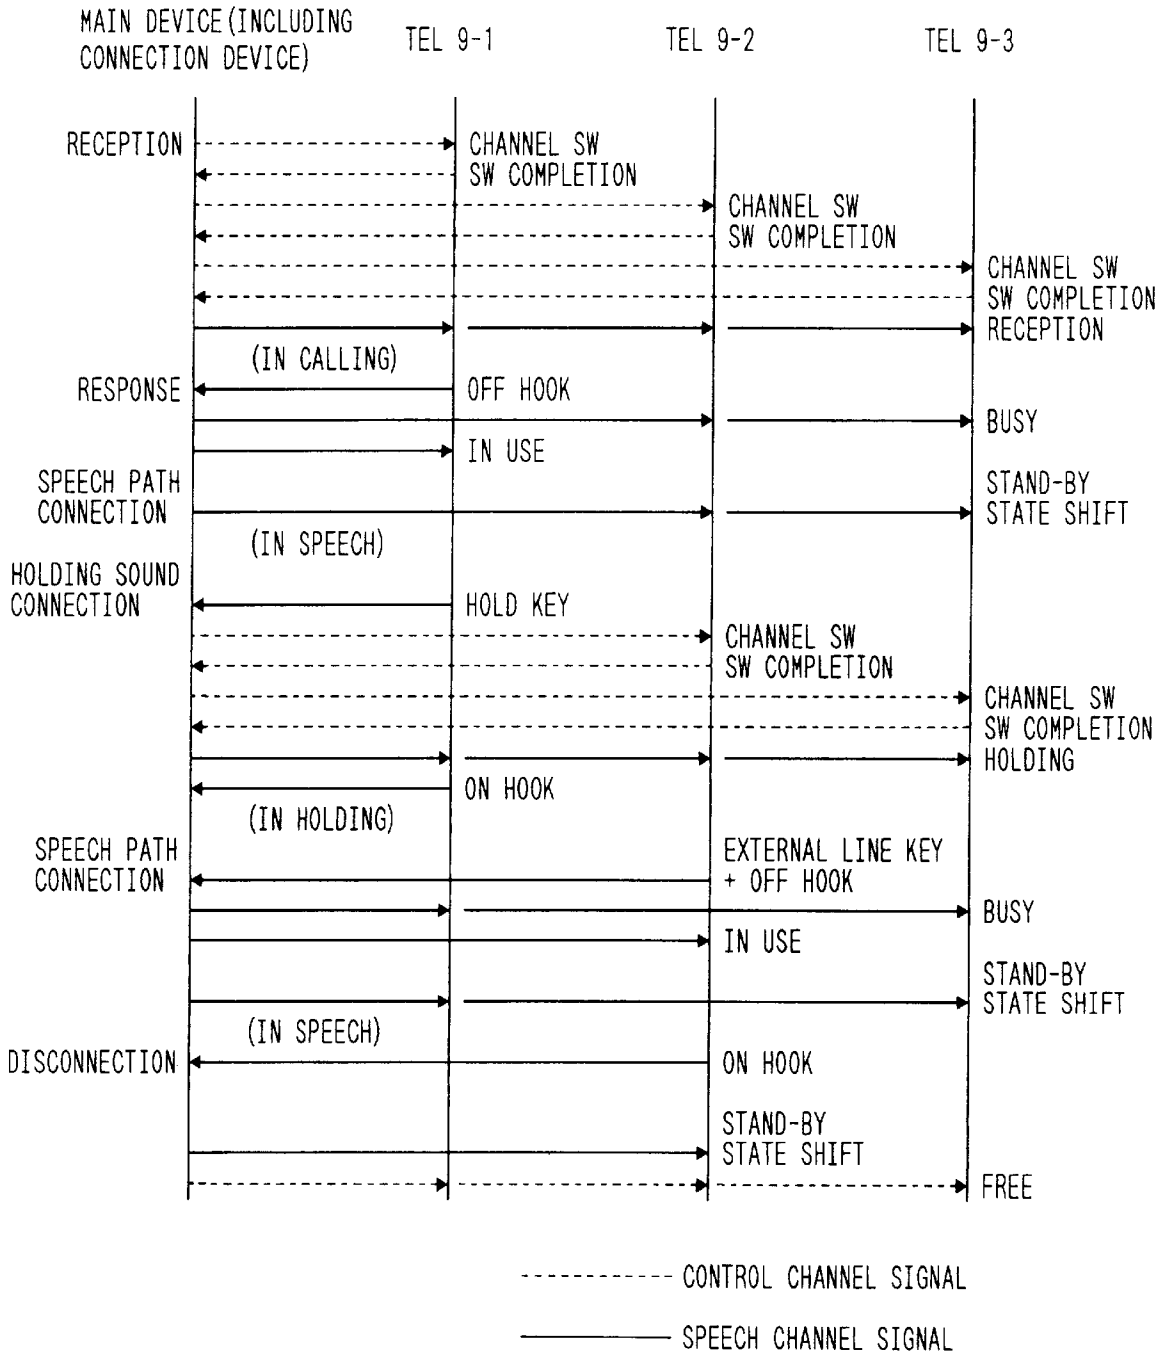 MAIN DEVICE(INCLUDING
CONNECTION DEVICE)
TEL 9-1
TEL 9-2
TEL 9-3
RECEPTION
CHANNEL SW
SW COMPLETION
CHANNEL SW
SW COMPLETION
CHANNEL SW
SW COMPLETION
RECEPTION
(IN CALLING)
RESPONSE
OFF HOOK
BUSY
IN USE
SPEECH PATH
CONNECTION
STAND-BY
STATE SHIFT
(IN SPEECH)
HOLDING SOUND
CONNECTION
HOLD KEY
CHANNEL SW
SW COMPLETION
CHANNEL SW
SW COMPLETION
HOLDING
ON HOOK
(IN HOLDING)
SPEECH PATH
CONNECTION
EXTERNAL LINE KEY
+ OFF HOOK
BUSY
IN USE
STAND-BY
STATE SHIFT
(IN SPEECH)
DISCONNECTION
ON HOOK
STAND-BY
STATE SHIFT
FREE
CONTROL CHANNEL SIGNAL
SPEECH CHANNEL SIGNAL